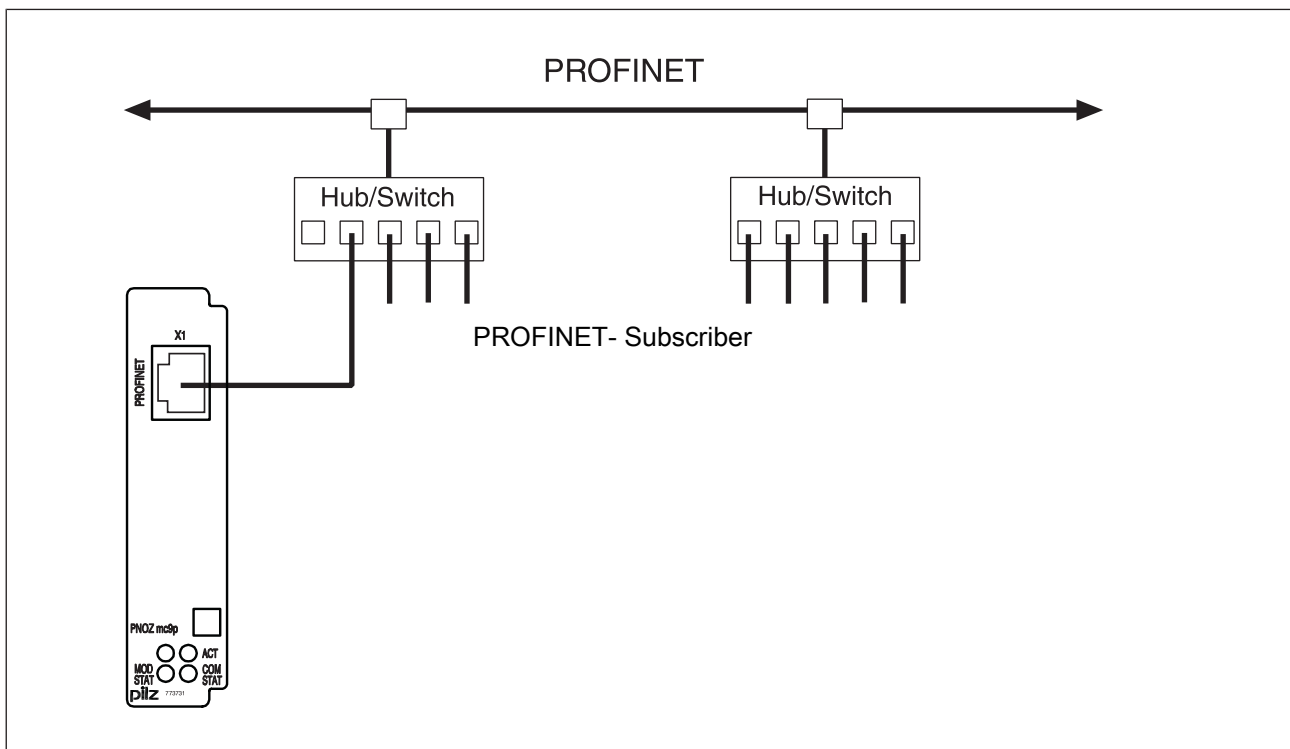 PROFINET
Hub/Switch
Hub/Switch
X1
PROFINET
PROFINET- Subscriber
PNOZ mc9p
ACT
MOD
STAT
COM
STAT
pilz
773731